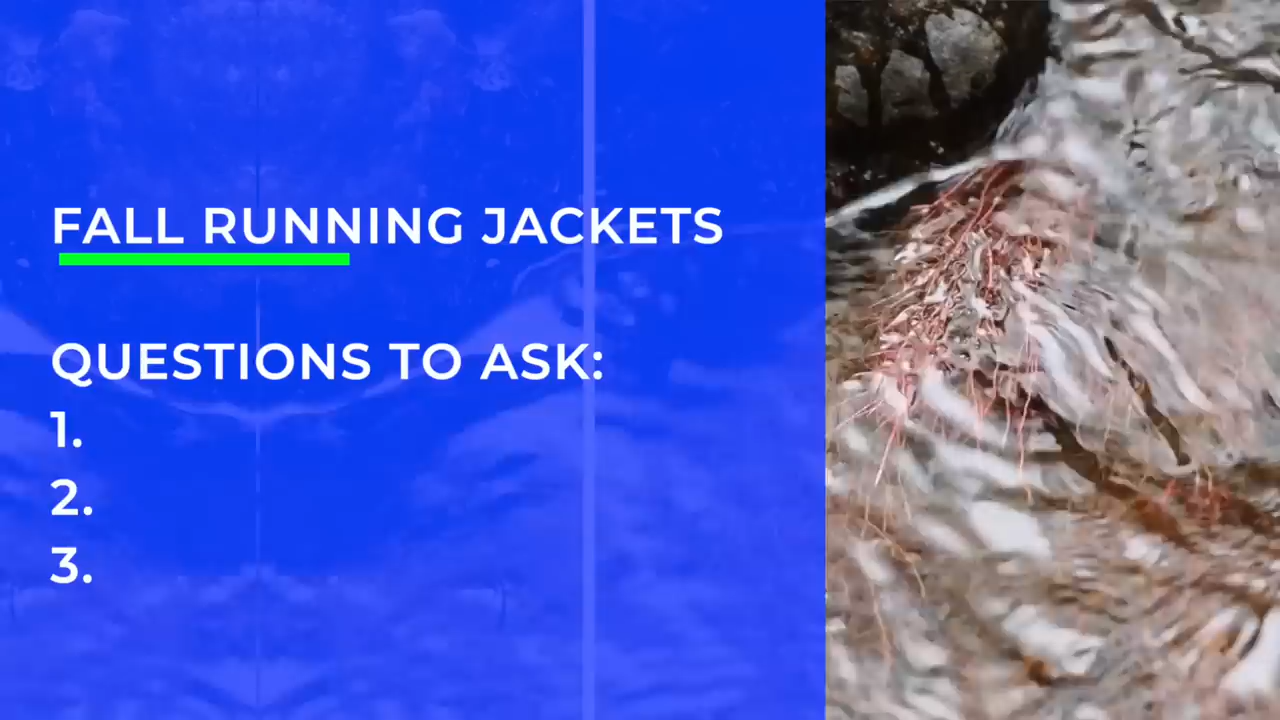 FALL RUNNING JACKETS
QUESTIONS TO ASK:
1.
2.
3.